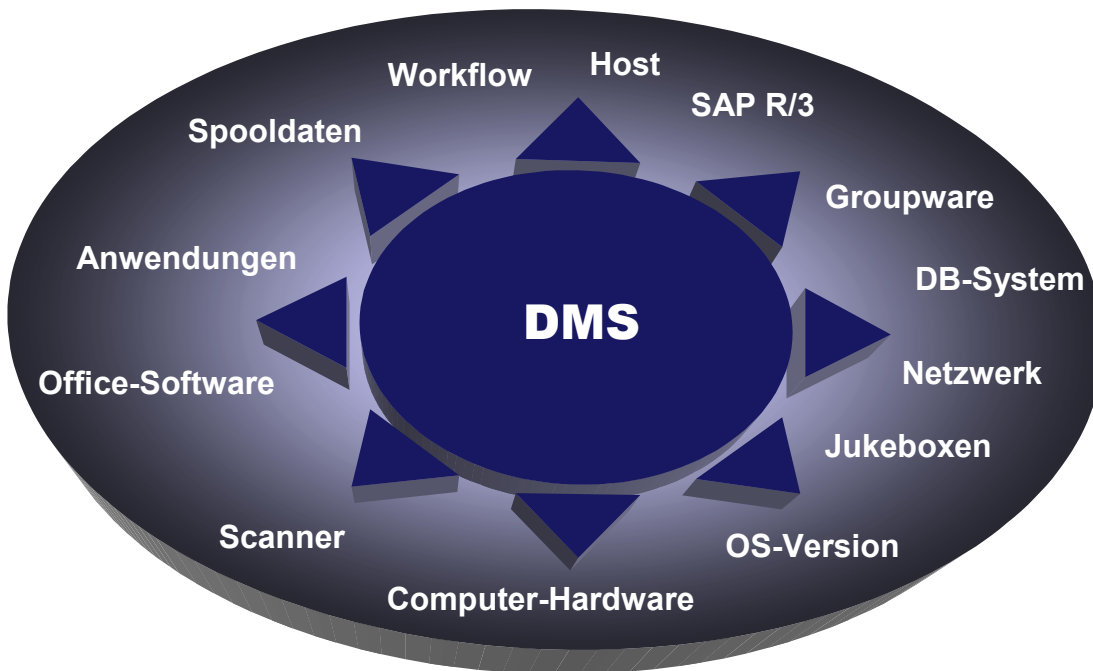 Workflow
Host
SAP R/3
Spooldaten
Groupware
Anwendungen
DB-System
DMS
Office-Software
Netzwerk
Jukeboxen
Scanner
OS-Version
Computer-Hardware